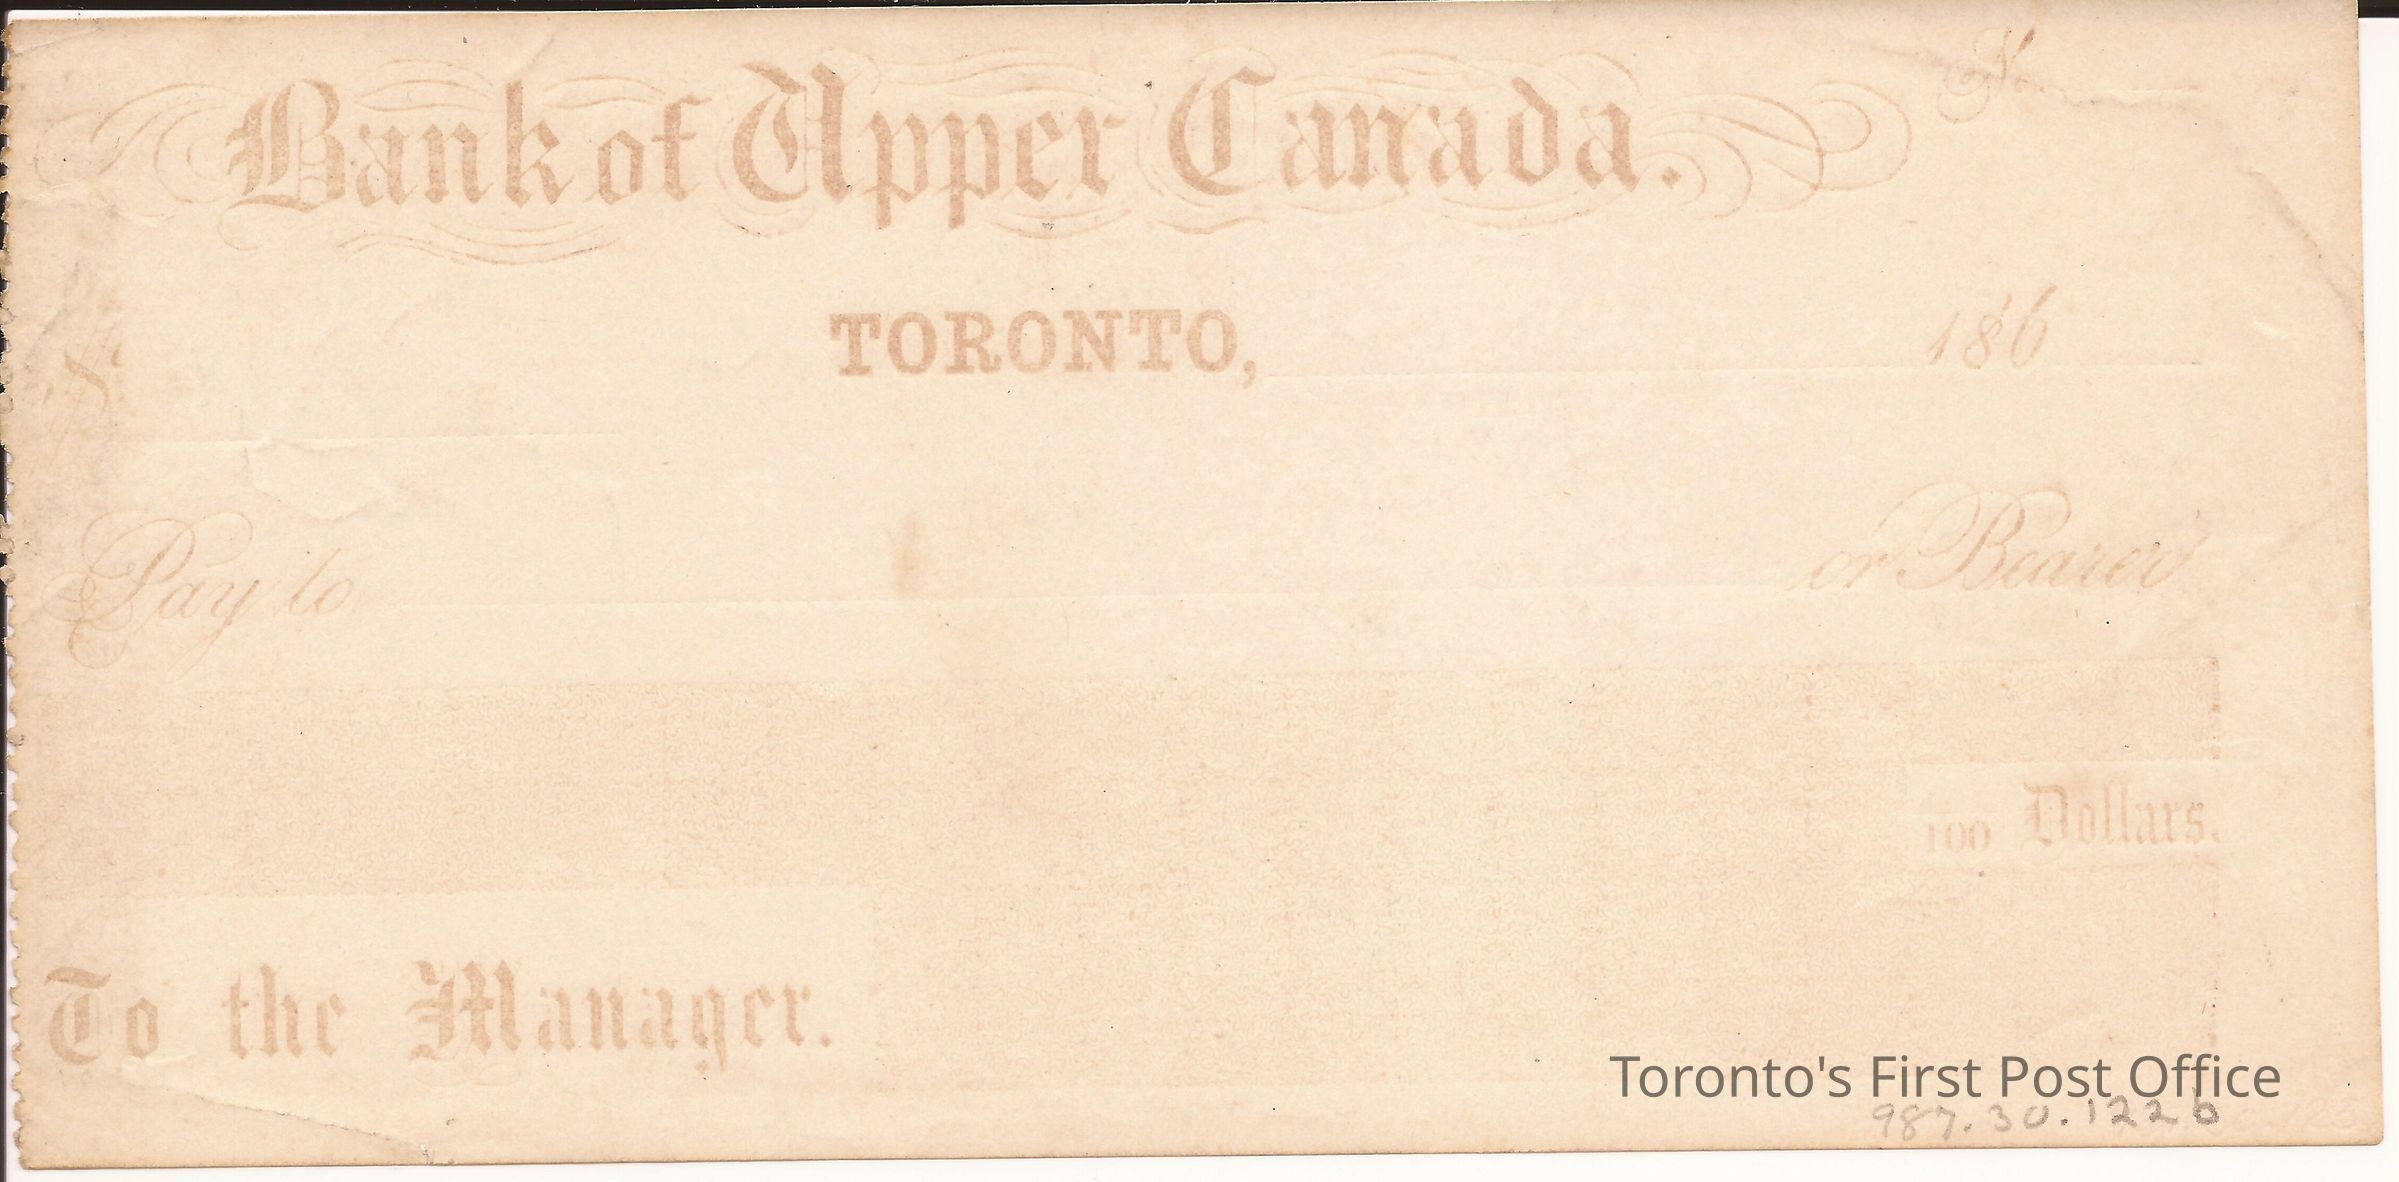 No.
Bank of Upper Canada.
TORONTO, 186
Pay to or Bearer
100 Dollars.
To the Manager.
Toronto's First Post Office
987.30.122b